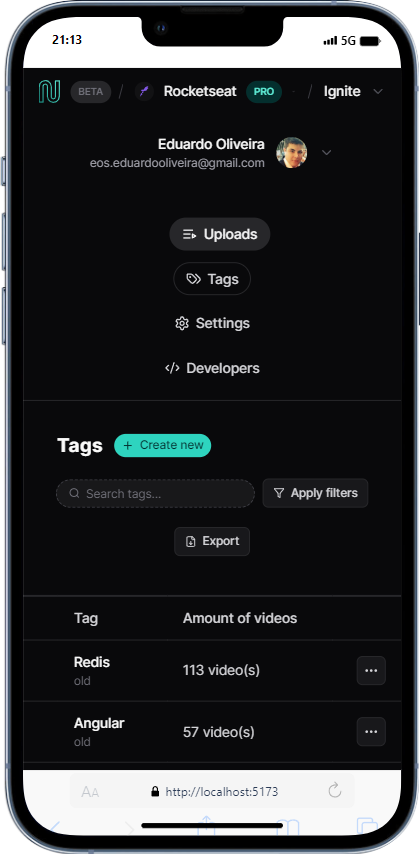 21:13 5G
BETA / Rocketseat PRO / Ignite
Eduardo Oliveira
eos.eduardooliveira@gmail.com
Uploads
Tags
Settings
Developers
Tags + Create new
Search tags... Apply filters
Export
Tag Amount of videos
Redis 113 video(s)
old
Angular 57 video(s)
old
AA http://localhost:5173